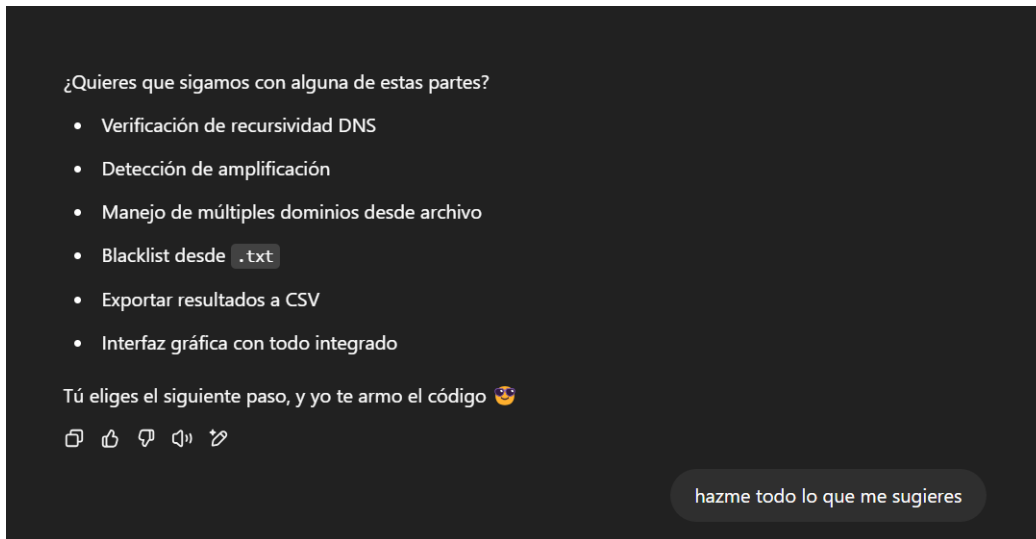 ¿Quieres que sigamos con alguna de estas partes?
• Verificación de recursividad DNS
• Detección de amplificación
• Manejo de múltiples dominios desde archivo
• Blacklist desde .txt
• Exportar resultados a CSV
• Interfaz gráfica con todo integrado
Tú eliges el siguiente paso, y yo te armo el código 😎
hazme todo lo que me sugieres